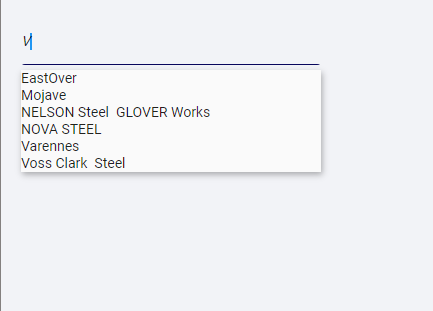 V
EastOver
Mojave
NELSON Steel  GLOVER Works
NOVA STEEL
Varennes
Voss Clark  Steel